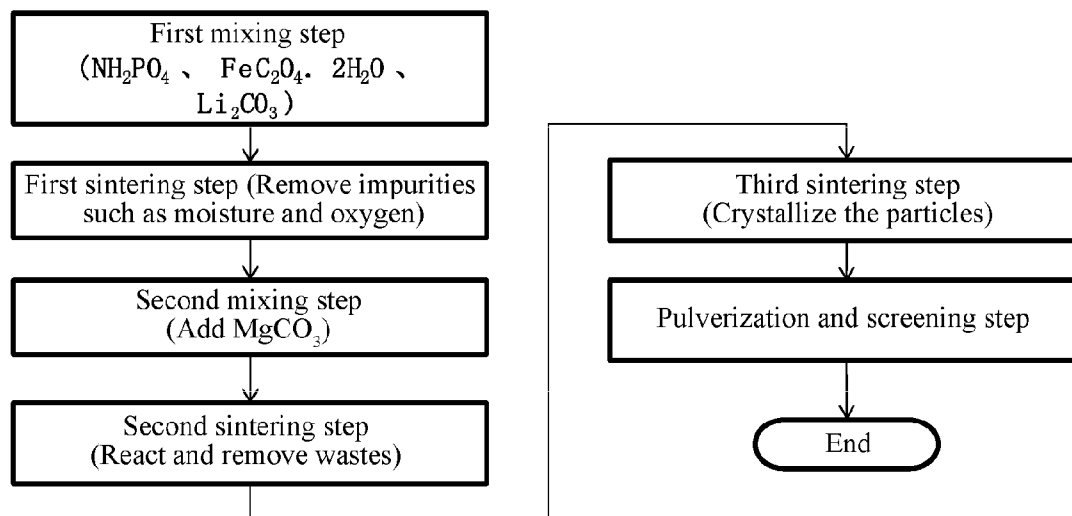 First mixing step
(NH₂PO₄ 、 FeC₂O₄. 2H₂O 、
Li₂CO₃)
First sintering step (Remove impurities
such as moisture and oxygen)
Second mixing step
(Add MgCO₃)
Second sintering step
(React and remove wastes)
Third sintering step
(Crystallize the particles)
Pulverization and screening step
End